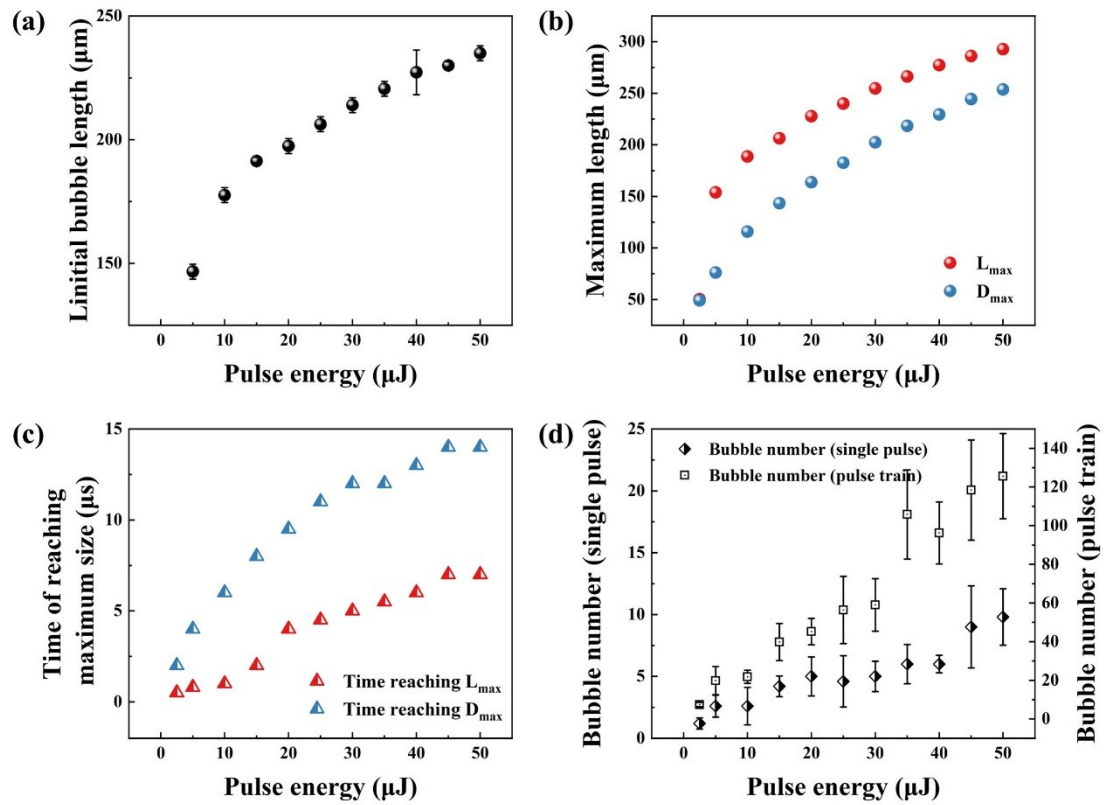 (a)
Linitial bubble length (μm)
250
200
150
0 10 20 30 40 50
Pulse energy (μJ)
(b)
Maximum length (μm)
300
250
200
150
100
50
L_max
D_max
0 10 20 30 40 50
Pulse energy (μJ)
(c)
Time of reaching
maximum size (μs)
15
10
5
0
Time reaching L_max
Time reaching D_max
0 10 20 30 40 50
Pulse energy (μJ)
(d)
Bubble number (single pulse)
25
20
15
10
5
0
Bubble number (single pulse)
Bubble number (pulse train)
140
120
100
80
60
40
20
0
Bubble number (pulse train)
0 10 20 30 40 50
Pulse energy (μJ)